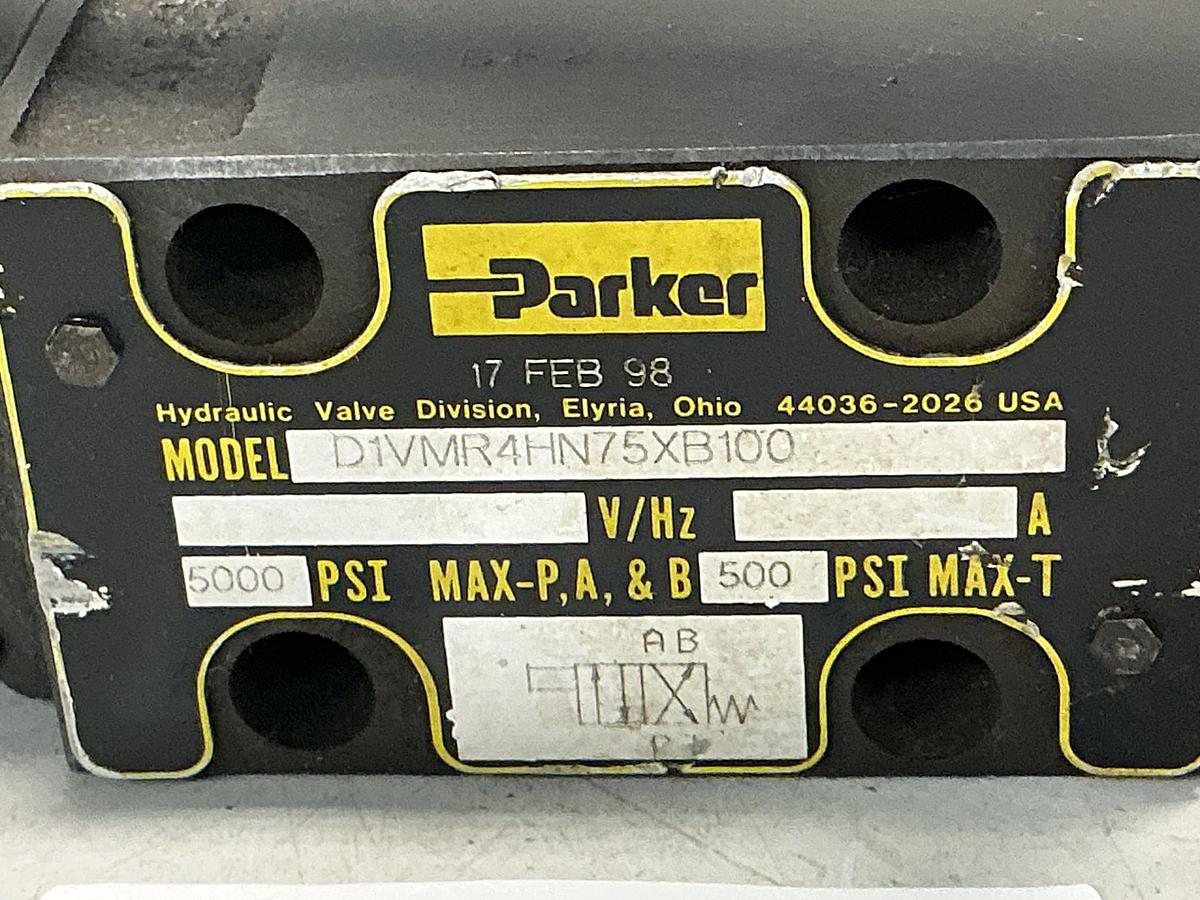 Parker
17 FEB 98
Hydraulic Valve Division, Elyria, Ohio 44036-2026 USA
MODEL D1VMR4HN75XB100
V/Hz A
5000 PSI MAX-P,A, & B 500 PSI MAX-T
A B
P